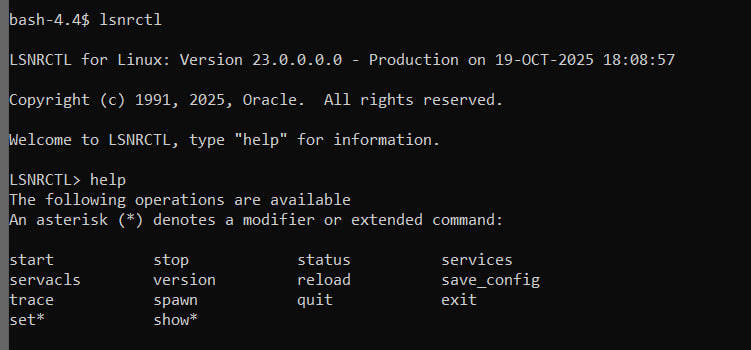 bash-4.4$ lsnrctl
LSNRCTL for Linux: Version 23.0.0.0.0 - Production on 19-OCT-2025 18:08:57
Copyright (c) 1991, 2025, Oracle.  All rights reserved.
Welcome to LSNRCTL, type "help" for information.
LSNRCTL> help
The following operations are available
An asterisk (*) denotes a modifier or extended command:
start           stop            status          services
servacls        version         reload          save_config
trace           spawn           quit            exit
set*            show*